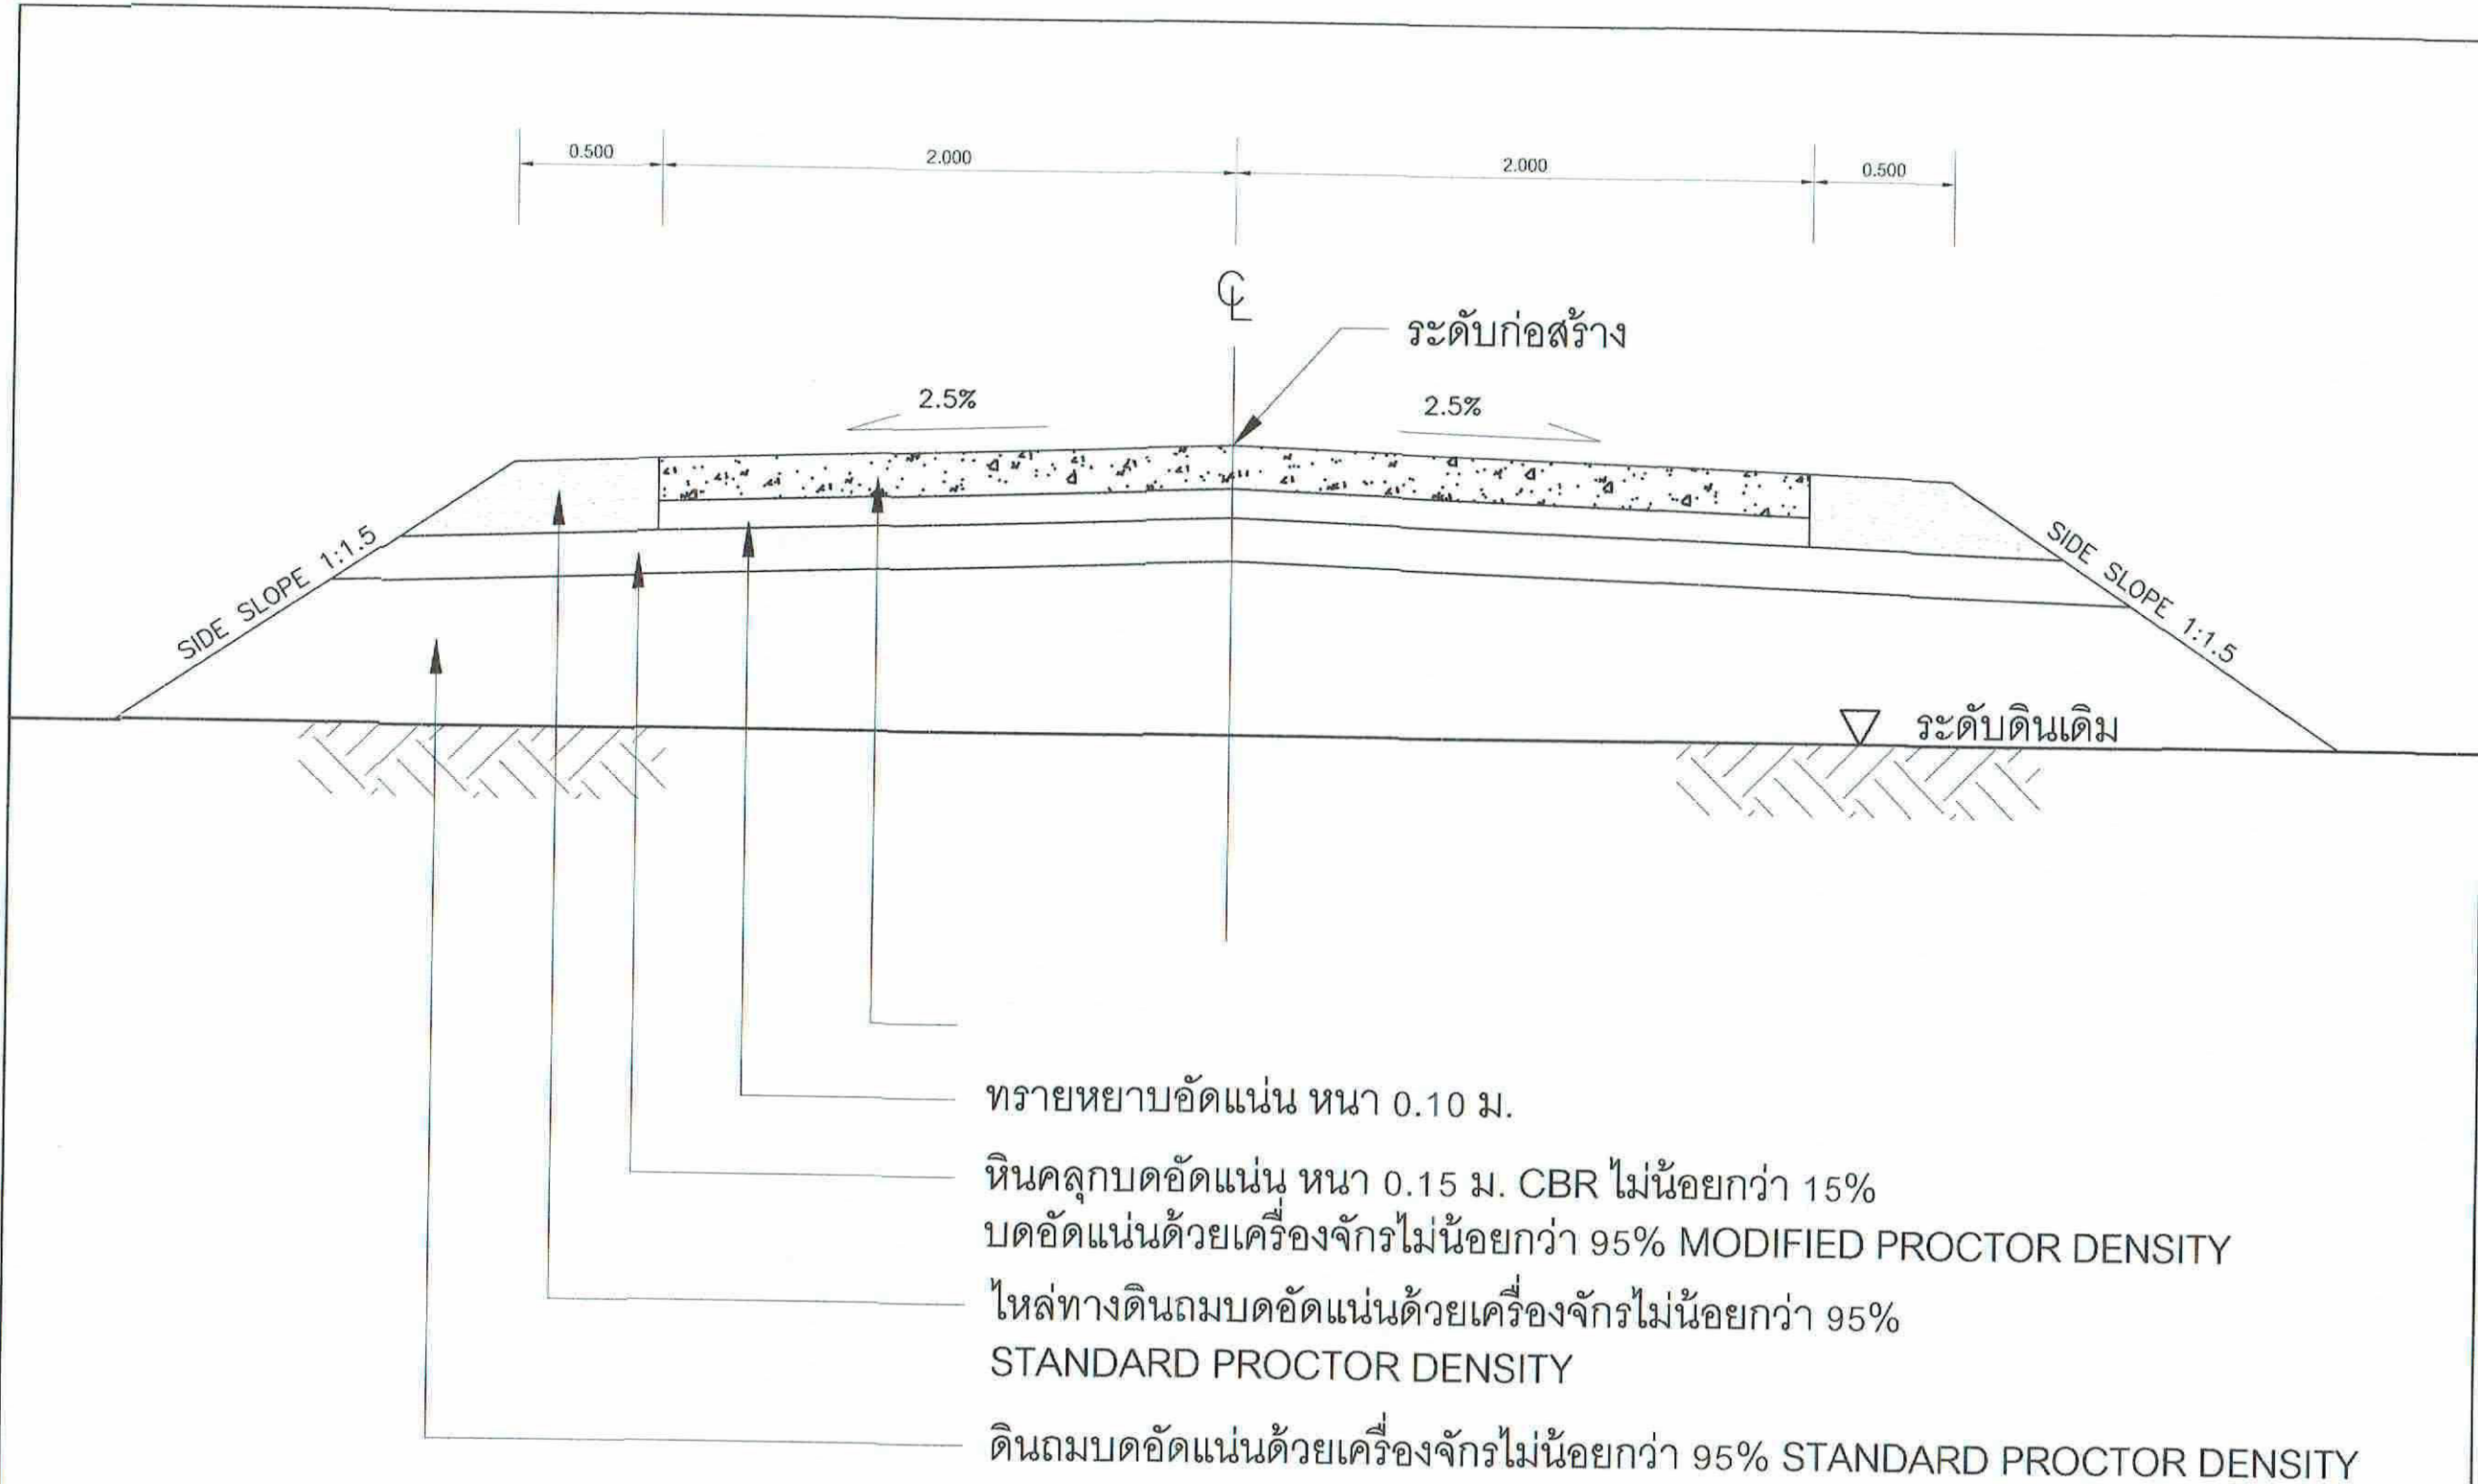 0.500
2.000
2.000
0.500
℄
ระดับก่อสร้าง
2.5%
2.5%
SIDE SLOPE 1:1.5
SIDE SLOPE 1:1.5
ระดับดินเดิม
ทรายหยาบอัดแน่น หนา 0.10 ม.
หินคลุกบดอัดแน่น หนา 0.15 ม. CBR ไม่น้อยกว่า 15%
บดอัดแน่นด้วยเครื่องจักรไม่น้อยกว่า 95% MODIFIED PROCTOR DENSITY
ไหล่ทางดินถมบดอัดแน่นด้วยเครื่องจักรไม่น้อยกว่า 95%
STANDARD PROCTOR DENSITY
ดินถมบดอัดแน่นด้วยเครื่องจักรไม่น้อยกว่า 95% STANDARD PROCTOR DENSITY